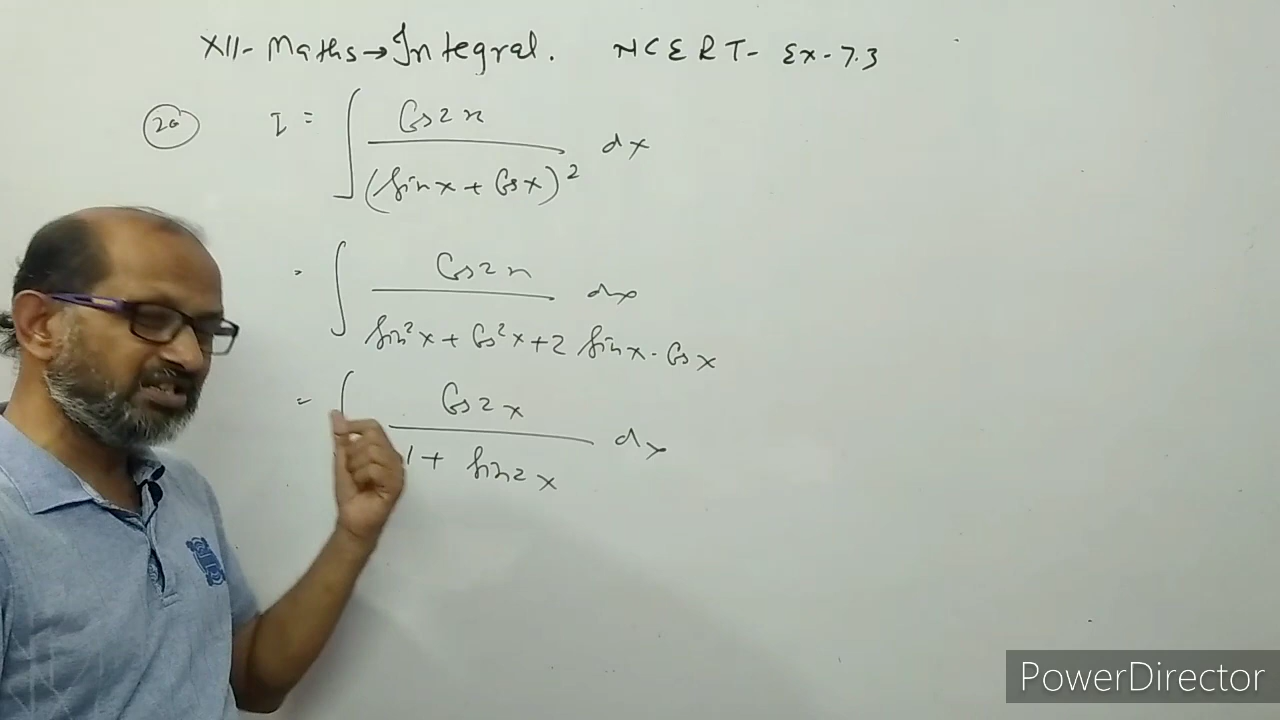 XII- Maths→Integral. NCERT- Ex-7.3
20 I = ∫ Cos2x / (Sinx + Cosx)² dx
= ∫ Cos2x / Sin²x + Cos²x + 2 Sinx · Cosx dx
= ∫ Cos2x / 1 + Sin2x dx
PowerDirector